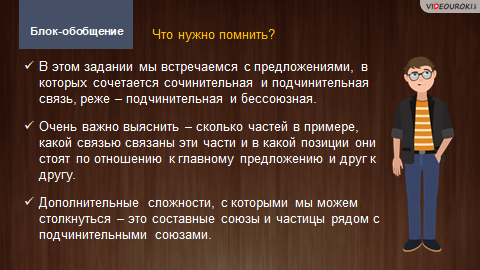 Блок-обобщение
Что нужно помнить?
VIDEOUROKI
В этом задании мы встречаемся с предложениями, в
которых сочетается сочинительная и подчинительная
связь, реже – подчинительная и бессоюзная.
Очень важно выяснить – сколько частей в примере,
какой связью связаны эти части и в какой позиции они
стоят по отношению к главному предложению и друг к
другу.
Дополнительные сложности, с которыми мы можем
столкнуться – это составные союзы и частицы рядом с
подчинительными союзами.